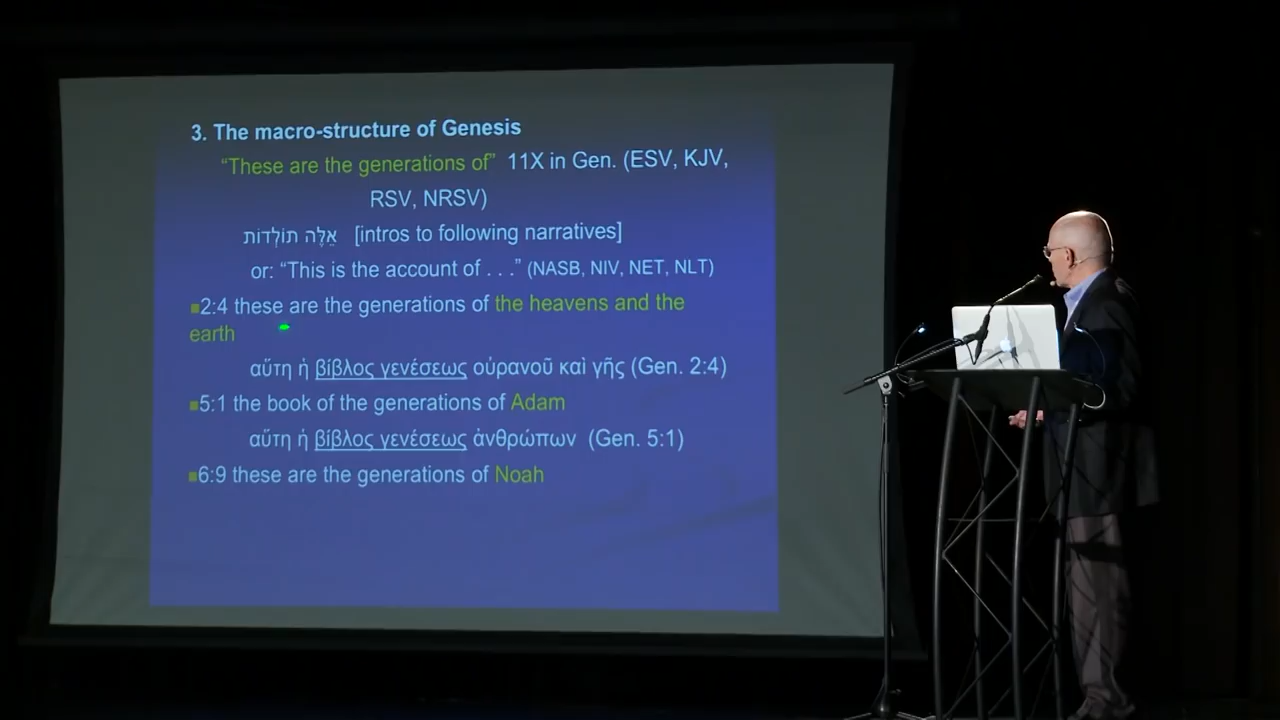 3. The macro-structure of Genesis
“These are the generations of” 11X in Gen. (ESV, KJV,
RSV, NRSV)
אֵלֶּה תוֹלְדוֹת [intros to following narratives]
or: “This is the account of . . .” (NASB, NIV, NET, NLT)
2:4 these are the generations of the heavens and the
earth
αὕτη ἡ βίβλος γενέσεως οὐρανοῦ καὶ γῆς (Gen. 2:4)
5:1 the book of the generations of Adam
αὕτη ἡ βίβλος γενέσεως ἀνθρώπων (Gen. 5:1)
6:9 these are the generations of Noah